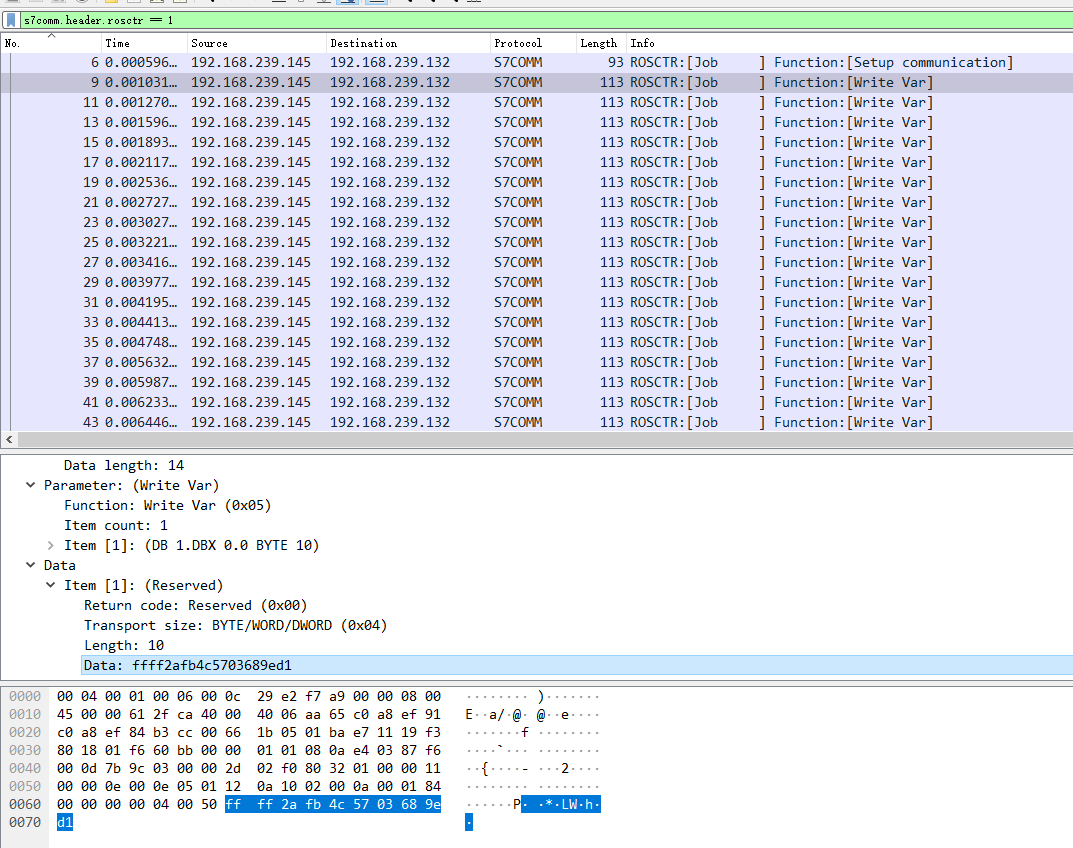 s7comm.header.rosctr == 1
No. Time Source Destination Protocol Length Info
6 0.000596… 192.168.239.145 192.168.239.132 S7COMM 93 ROSCTR:[Job ] Function:[Setup communication]
9 0.001031… 192.168.239.145 192.168.239.132 S7COMM 113 ROSCTR:[Job ] Function:[Write Var]
11 0.001270… 192.168.239.145 192.168.239.132 S7COMM 113 ROSCTR:[Job ] Function:[Write Var]
13 0.001596… 192.168.239.145 192.168.239.132 S7COMM 113 ROSCTR:[Job ] Function:[Write Var]
15 0.001893… 192.168.239.145 192.168.239.132 S7COMM 113 ROSCTR:[Job ] Function:[Write Var]
17 0.002117… 192.168.239.145 192.168.239.132 S7COMM 113 ROSCTR:[Job ] Function:[Write Var]
19 0.002536… 192.168.239.145 192.168.239.132 S7COMM 113 ROSCTR:[Job ] Function:[Write Var]
21 0.002727… 192.168.239.145 192.168.239.132 S7COMM 113 ROSCTR:[Job ] Function:[Write Var]
23 0.003027… 192.168.239.145 192.168.239.132 S7COMM 113 ROSCTR:[Job ] Function:[Write Var]
25 0.003221… 192.168.239.145 192.168.239.132 S7COMM 113 ROSCTR:[Job ] Function:[Write Var]
27 0.003416… 192.168.239.145 192.168.239.132 S7COMM 113 ROSCTR:[Job ] Function:[Write Var]
29 0.003977… 192.168.239.145 192.168.239.132 S7COMM 113 ROSCTR:[Job ] Function:[Write Var]
31 0.004195… 192.168.239.145 192.168.239.132 S7COMM 113 ROSCTR:[Job ] Function:[Write Var]
33 0.004413… 192.168.239.145 192.168.239.132 S7COMM 113 ROSCTR:[Job ] Function:[Write Var]
35 0.004748… 192.168.239.145 192.168.239.132 S7COMM 113 ROSCTR:[Job ] Function:[Write Var]
37 0.005632… 192.168.239.145 192.168.239.132 S7COMM 113 ROSCTR:[Job ] Function:[Write Var]
39 0.005987… 192.168.239.145 192.168.239.132 S7COMM 113 ROSCTR:[Job ] Function:[Write Var]
41 0.006233… 192.168.239.145 192.168.239.132 S7COMM 113 ROSCTR:[Job ] Function:[Write Var]
43 0.006446… 192.168.239.145 192.168.239.132 S7COMM 113 ROSCTR:[Job ] Function:[Write Var]
Data length: 14
Parameter: (Write Var)
Function: Write Var (0x05)
Item count: 1
Item [1]: (DB 1.DBX 0.0 BYTE 10)
Data
Item [1]: (Reserved)
Return code: Reserved (0x00)
Transport size: BYTE/WORD/DWORD (0x04)
Length: 10
Data: ffff2afb4c5703689ed1
0000 00 04 00 01 00 06 00 0c 29 e2 f7 a9 00 00 08 00 ········ )·······
0010 45 00 00 61 2f ca 40 00 40 06 aa 65 c0 a8 ef 91 E··a/·@· @··e····
0020 c0 a8 ef 84 b3 cc 00 66 1b 05 01 ba e7 11 19 f3 ·······f ········
0030 80 18 01 f6 60 bb 00 00 01 01 08 0a e4 03 87 f6 ····`··· ········
0040 00 0d 7b 9c 03 00 00 2d 02 f0 80 32 01 00 00 11 ··{····- ···2····
0050 00 00 0e 00 0e 05 01 12 0a 10 02 00 0a 00 01 84 ········ ········
0060 00 00 00 00 04 00 50 ff ff 2a fb 4c 57 03 68 9e ······P· ·*·LW·h·
0070 d1 ·